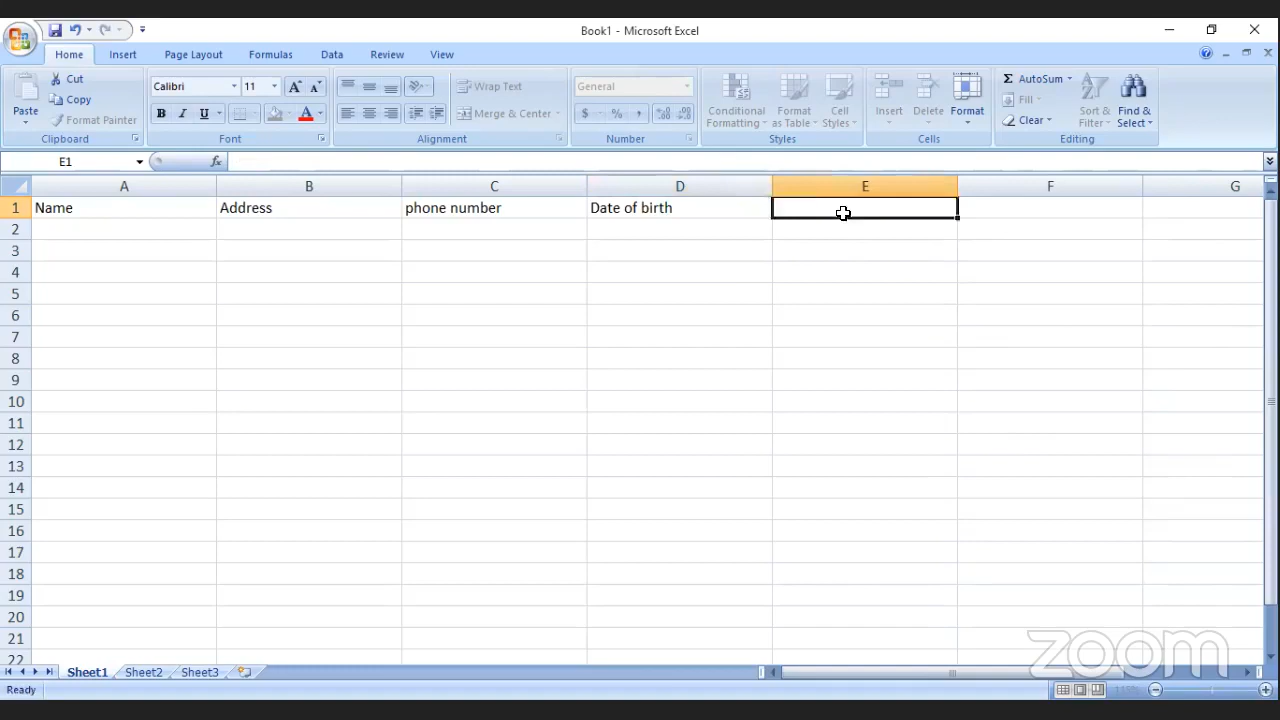 Book1 - Microsoft Excel
Home Insert Page Layout Formulas Data Review View
Paste
Cut
Copy
Format Painter
Clipboard
Calibri 11
B I U
Font
Wrap Text
Merge & Center
Alignment
General
$ % ,
Number
Conditional Formatting
Format as Table
Cell Styles
Styles
Insert Delete Format
Cells
Σ AutoSum
Fill
Clear
Sort & Filter
Find & Select
Editing
E1 fx
A B C D E F G
1 Name Address phone number Date of birth
2
3
4
5
6
7
8
9
10
11
12
13
14
15
16
17
18
19
20
21
22
zoom
Sheet1 Sheet2 Sheet3
Ready